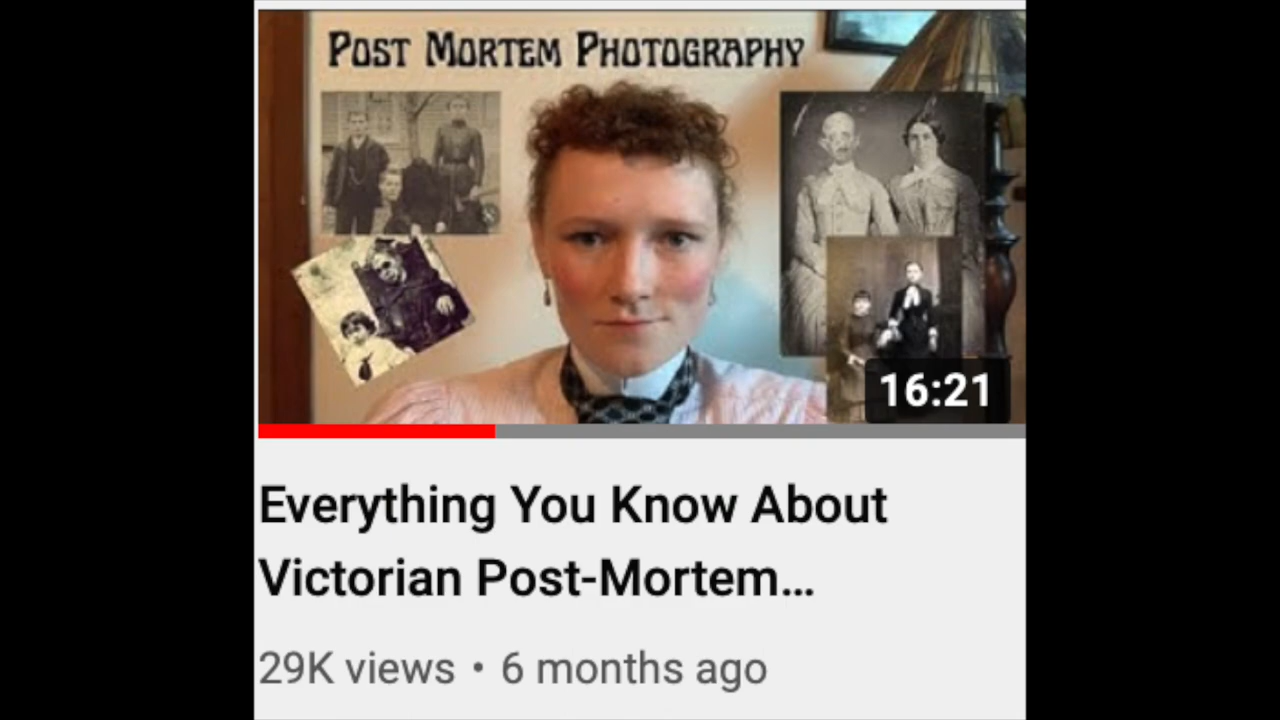 POST MORTEM PHOTOGRAPHY
16:21
Everything You Know About
Victorian Post-Mortem...
29K views • 6 months ago